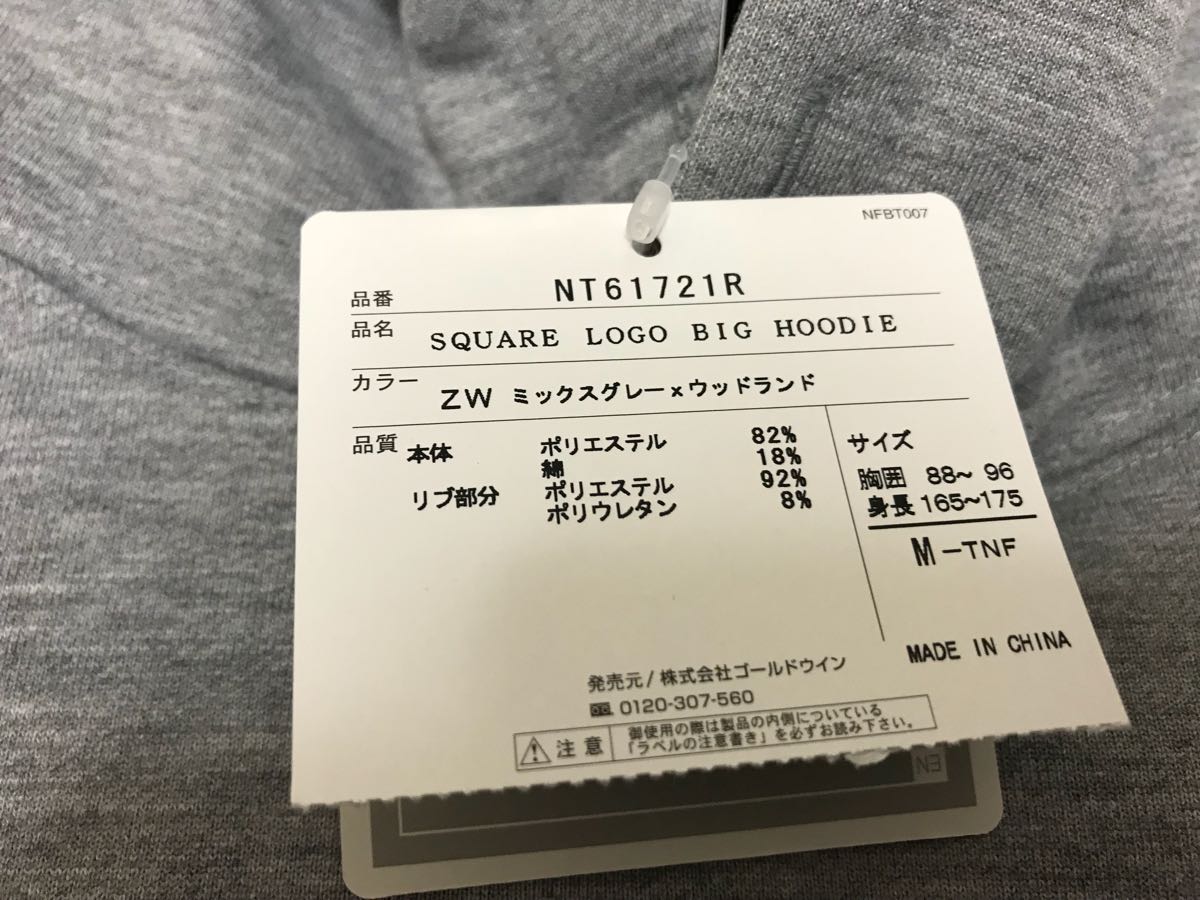 NFBT007
品番 NT61721R
品名 SQUARE LOGO BIG HOODIE
カラー ZW ミックスグレー×ウッドランド
品質 本体 ポリエステル 82%
綿 18%
リブ部分 ポリエステル 92%
ポリウレタン 8%
サイズ
胸囲 88~ 96
身長 165~175
M-TNF
MADE IN CHINA
発売元/株式会社ゴールドウイン
0120-307-560
注意 御使用の際は製品の内側についている
「ラベルの注意書き」を必ずお読み下さい。
EN